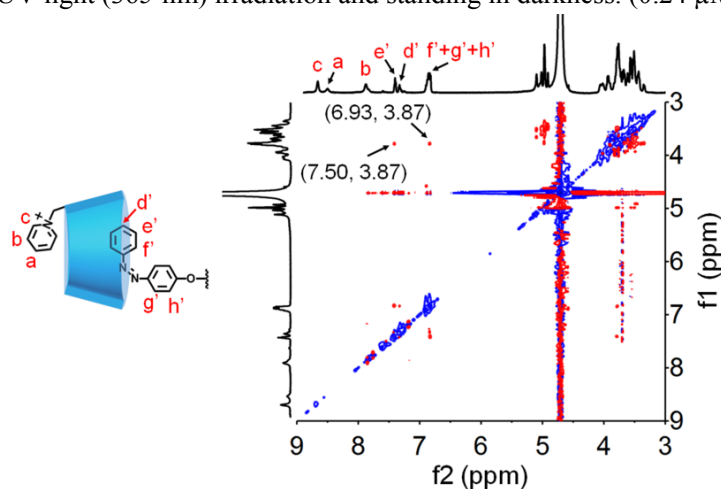 UV light (365 nm) irradiation and standing in darkness. (0.24
c a b e' d' f'+g'+h'
(6.93, 3.87)
(7.50, 3.87)
3
4
5
6
7
8
9
f1 (ppm)
c + N
b
a
d'
e'
f'
N
N
O
g' h'
9 8 7 6 5 4 3
f2 (ppm)